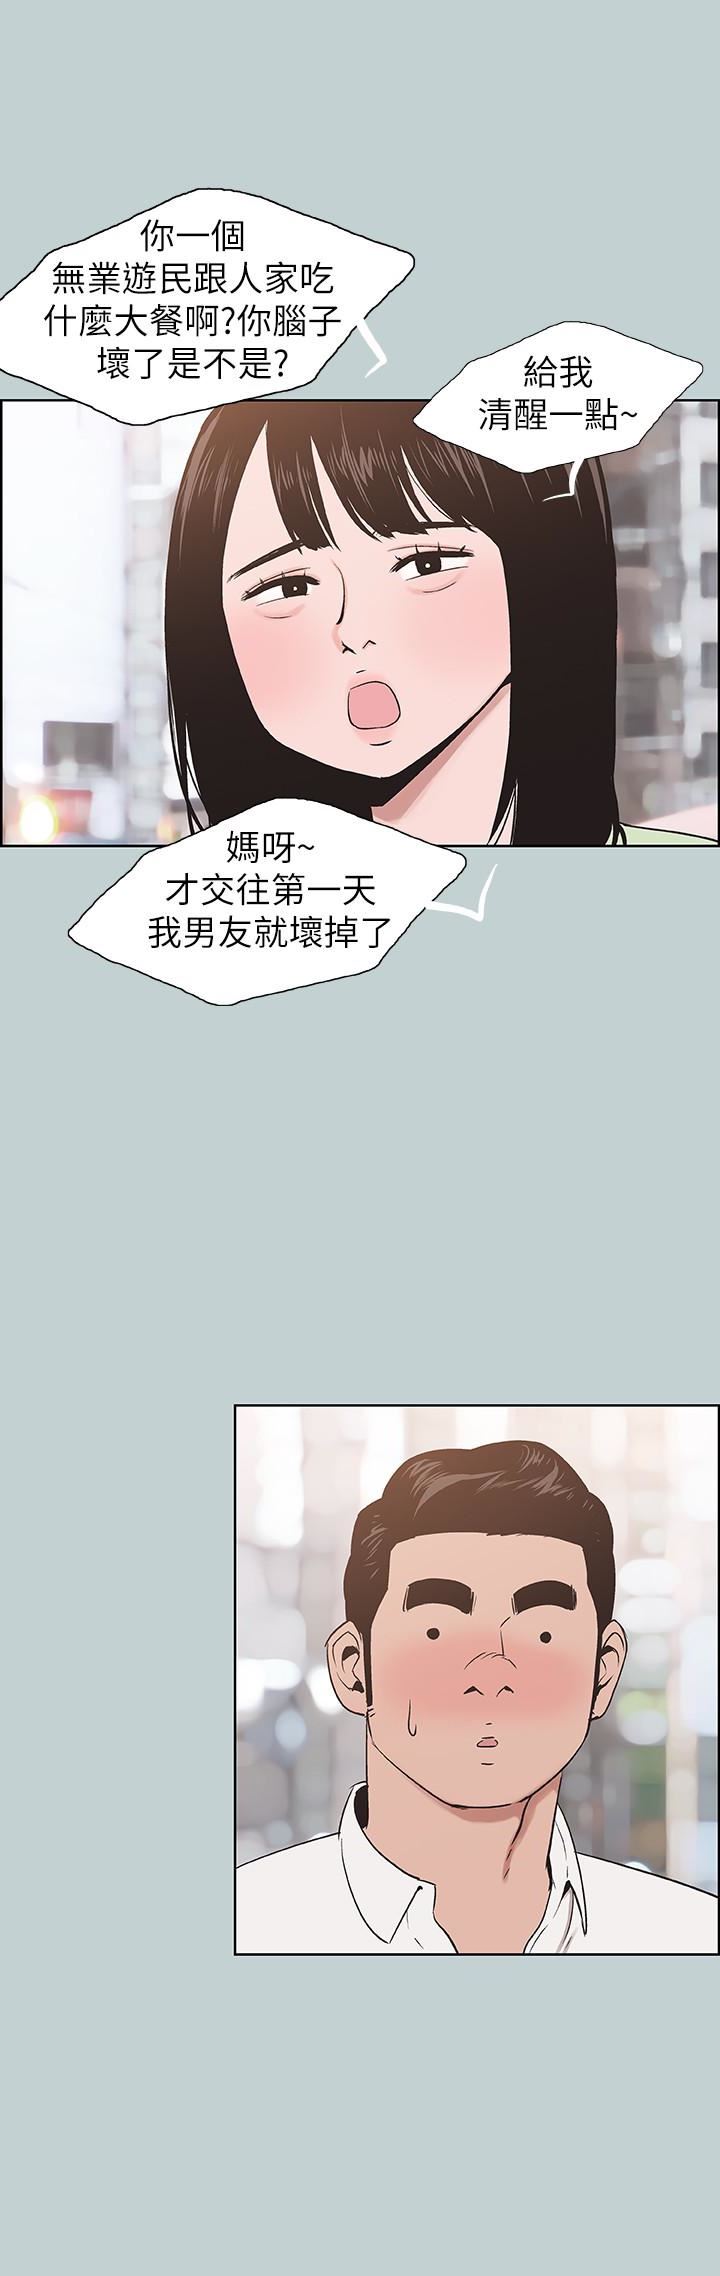 你一個
無業遊民跟人家吃
什麼大餐啊?你腦子
壞了是不是?
給我
清醒一點~
媽呀~
才交往第一天
我男友就壞掉了